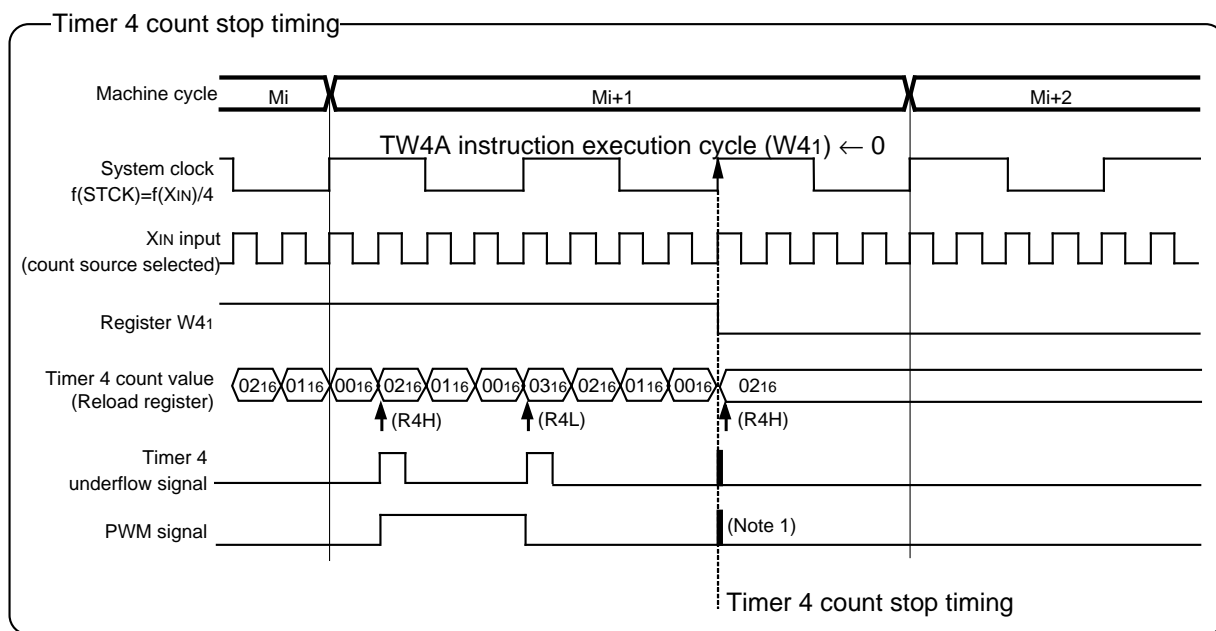 Timer 4 count stop timing
Machine cycle
Mi
Mi+1
Mi+2
TW4A instruction execution cycle (W41) ← 0
System clock
f(STCK)=f(XIN)/4
XIN input
(count source selected)
Register W41
Timer 4 count value
(Reload register)
0216 0116 0016 0216 0116 0016 0316 0216 0116 0016 0216
(R4H) (R4L) (R4H)
Timer 4
underflow signal
PWM signal
(Note 1)
Timer 4 count stop timing